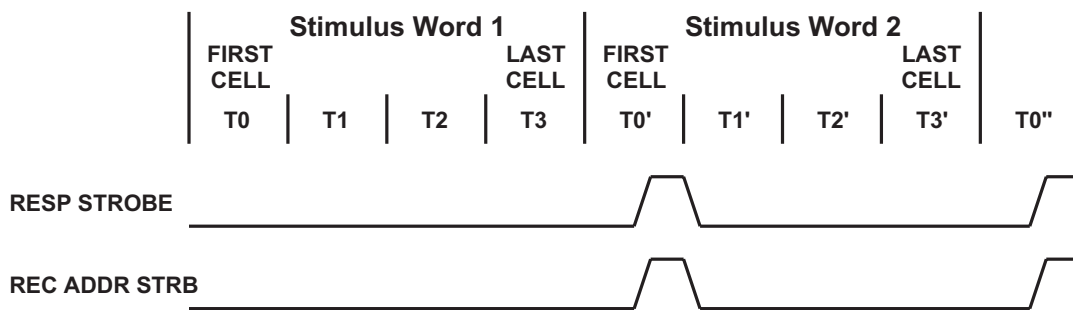 Stimulus Word 1 Stimulus Word 2
FIRST LAST FIRST LAST
CELL CELL CELL CELL
T0 T1 T2 T3 T0' T1' T2' T3' T0"
RESP STROBE
REC ADDR STRB